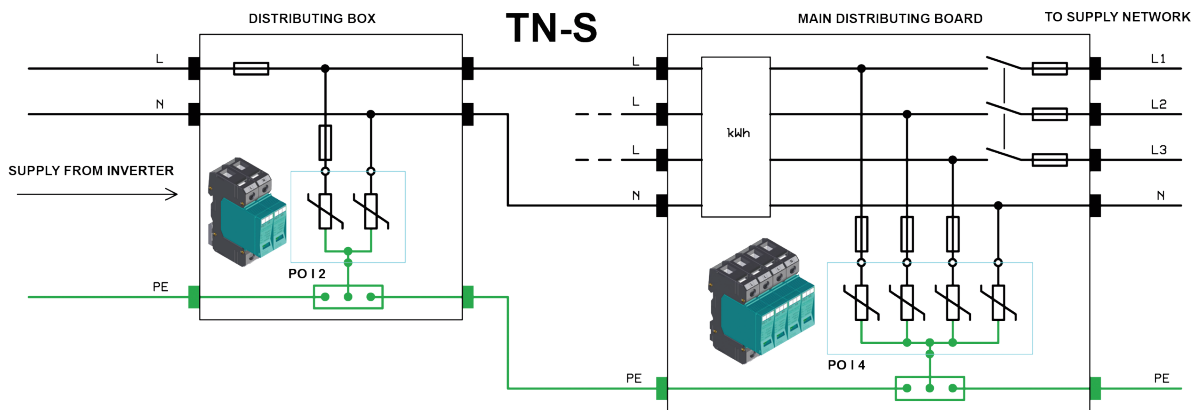 TN-S
DISTRIBUTING BOX
MAIN DISTRIBUTING BOARD
TO SUPPLY NETWORK
L
L
L1
N
L
L2
kWh
L
L3
SUPPLY FROM INVERTER
N
N
PO I 2
PE
PO I 4
PE
PE